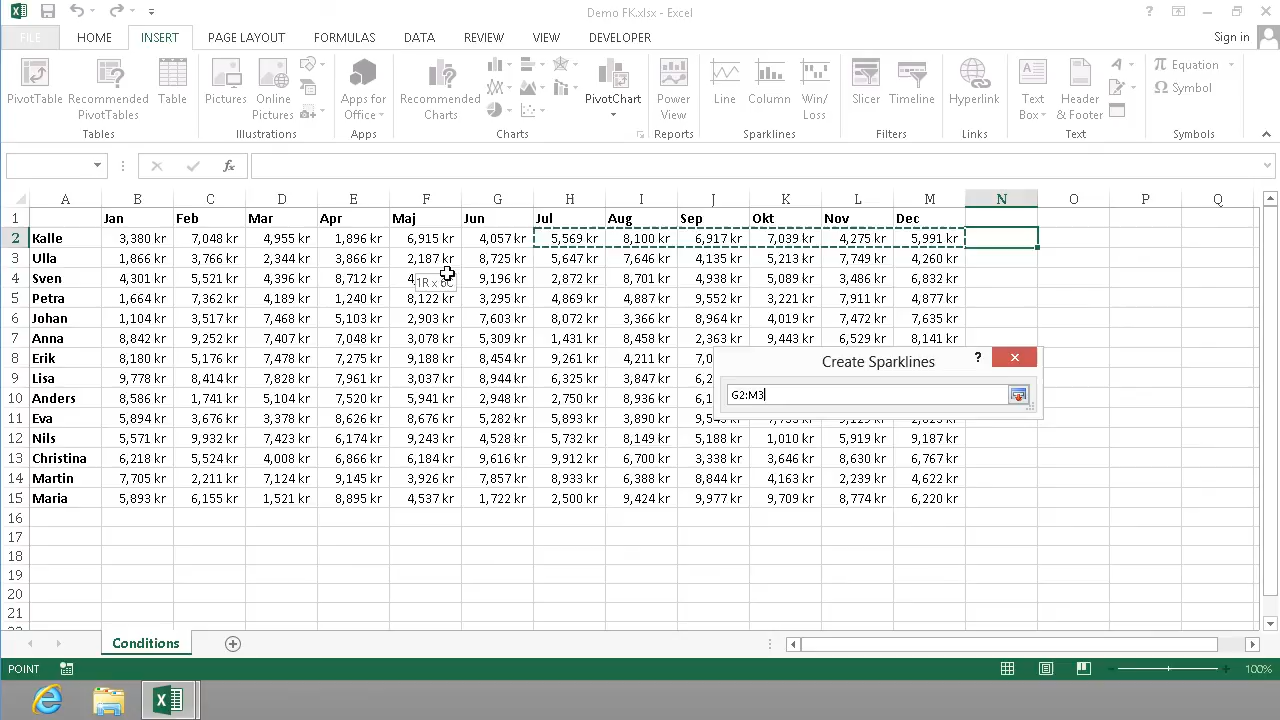 Demo FK.xlsx - Excel
FILE HOME INSERT PAGE LAYOUT FORMULAS DATA REVIEW VIEW DEVELOPER Sign in
PivotTable Recommended PivotTables Table Pictures Online Pictures Apps for Office Recommended Charts PivotChart Power View Line Column Win/Loss Slicer Timeline Hyperlink Text Box Header & Footer Equation Symbol
Tables Illustrations Apps Charts Reports Sparklines Filters Links Text Symbols
fx
A B C D E F G H I J K L M N O P Q
1 Jan Feb Mar Apr Maj Jun Jul Aug Sep Okt Nov Dec
2 Kalle 3,380 kr 7,048 kr 4,955 kr 1,896 kr 6,915 kr 4,057 kr 5,569 kr 8,100 kr 6,917 kr 7,039 kr 4,275 kr 5,991 kr
3 Ulla 1,866 kr 3,766 kr 2,344 kr 5,866 kr 2,187 kr 8,725 kr 5,647 kr 7,646 kr 4,135 kr 5,213 kr 7,749 kr 4,260 kr
4 Sven 4,301 kr 5,521 kr 4,396 kr 8,712 kr 9,196 kr 2,872 kr 8,701 kr 4,938 kr 5,089 kr 3,486 kr 6,832 kr
1R x 6C
5 Petra 1,664 kr 7,362 kr 4,189 kr 1,240 kr 8,122 kr 3,295 kr 4,869 kr 4,887 kr 9,552 kr 3,221 kr 7,911 kr 4,877 kr
6 Johan 1,104 kr 3,517 kr 7,468 kr 5,103 kr 2,903 kr 7,603 kr 8,072 kr 3,366 kr 8,964 kr 4,019 kr 7,472 kr 7,635 kr
7 Anna 8,842 kr 9,252 kr 7,407 kr 7,048 kr 3,078 kr 5,309 kr 1,431 kr 8,458 kr 2,363 kr 9,443 kr 6,529 kr 8,141 kr
8 Erik 8,180 kr 5,176 kr 7,478 kr 7,275 kr 9,188 kr 8,454 kr 9,261 kr 4,211 kr
9 Lisa 9,778 kr 8,414 kr 7,828 kr 7,961 kr 3,037 kr 8,944 kr 6,325 kr 3,847 kr
10 Anders 8,586 kr 1,741 kr 5,104 kr 7,520 kr 5,941 kr 2,948 kr 2,751 kr 8,936 kr
11 Eva 5,894 kr 3,676 kr 3,378 kr 8,626 kr 8,676 kr 5,282 kr 5,893 kr 3,890 kr
12 Nils 5,571 kr 9,932 kr 7,423 kr 6,174 kr 9,243 kr 4,528 kr 5,732 kr 8,149 kr 5,188 kr 1,010 kr 5,919 kr 9,187 kr
13 Christina 6,218 kr 5,524 kr 4,008 kr 6,866 kr 6,184 kr 9,616 kr 9,912 kr 6,700 kr 3,338 kr 3,646 kr 8,630 kr 6,767 kr
14 Martin 7,705 kr 2,211 kr 7,124 kr 9,145 kr 3,926 kr 7,857 kr 8,933 kr 6,388 kr 8,844 kr 4,163 kr 2,239 kr 4,622 kr
15 Maria 5,893 kr 6,155 kr 1,521 kr 8,895 kr 4,537 kr 1,722 kr 2,500 kr 9,424 kr 9,977 kr 9,709 kr 8,774 kr 6,220 kr
16
17
18
19
20
21
Create Sparklines ?
G2:M3
Conditions
POINT 100%